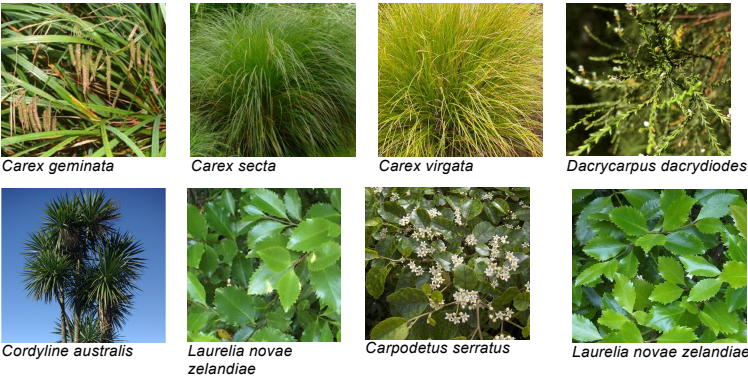 Carex geminata
Carex secta
Carex virgata
Dacrycarpus dacrydiodes
Cordyline australis
Laurelia novae
zelandiae
Carpodetus serratus
Laurelia novae zelandiae